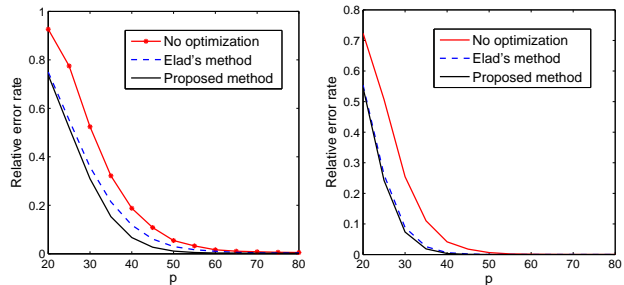 1
0.8
0.6
0.4
0.2
0
20 30 40 50 60 70 80
p
Relative error rate
No optimization
Elad's method
Proposed method
0.8
0.7
0.6
0.5
0.4
0.3
0.2
0.1
0
20 30 40 50 60 70 80
p
Relative error rate
No optimization
Elad's method
Proposed method